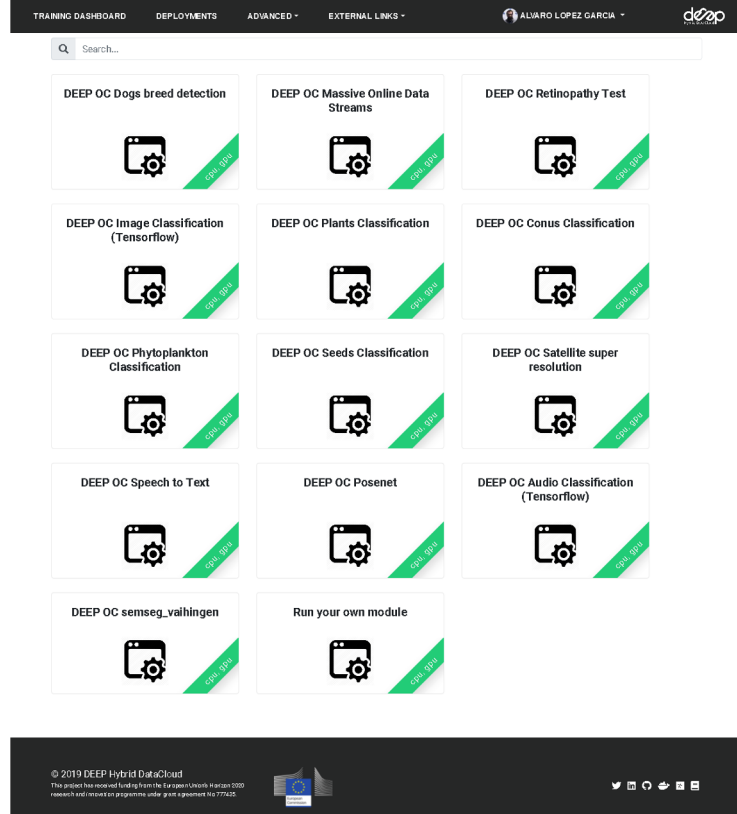 TRAINING DASHBOARD DEPLOYMENTS ADVANCED EXTERNAL LINKS ALVARO LOPEZ GARCIA deep
Search...
DEEP OC Dogs breed detection
cpu, gpu
DEEP OC Massive Online Data
Streams
cpu, gpu
DEEP OC Retinopathy Test
cpu, gpu
DEEP OC Image Classification
(Tensorflow)
cpu, gpu
DEEP OC Plants Classification
cpu, gpu
DEEP OC Conus Classification
cpu, gpu
DEEP OC Phytoplankton
Classification
cpu, gpu
DEEP OC Seeds Classification
cpu, gpu
DEEP OC Satellite super
resolution
cpu, gpu
DEEP OC Speech to Text
cpu, gpu
DEEP OC Posenet
cpu, gpu
DEEP OC Audio Classification
(Tensorflow)
cpu, gpu
DEEP OC semseg_vaihingen
cpu, gpu
Run your own module
cpu, gpu
© 2019 DEEP Hybrid DataCloud
This project has received funding from the European Union's Horizon 2020
research and innovation programme under grant agreement No 777435.
European
Commission